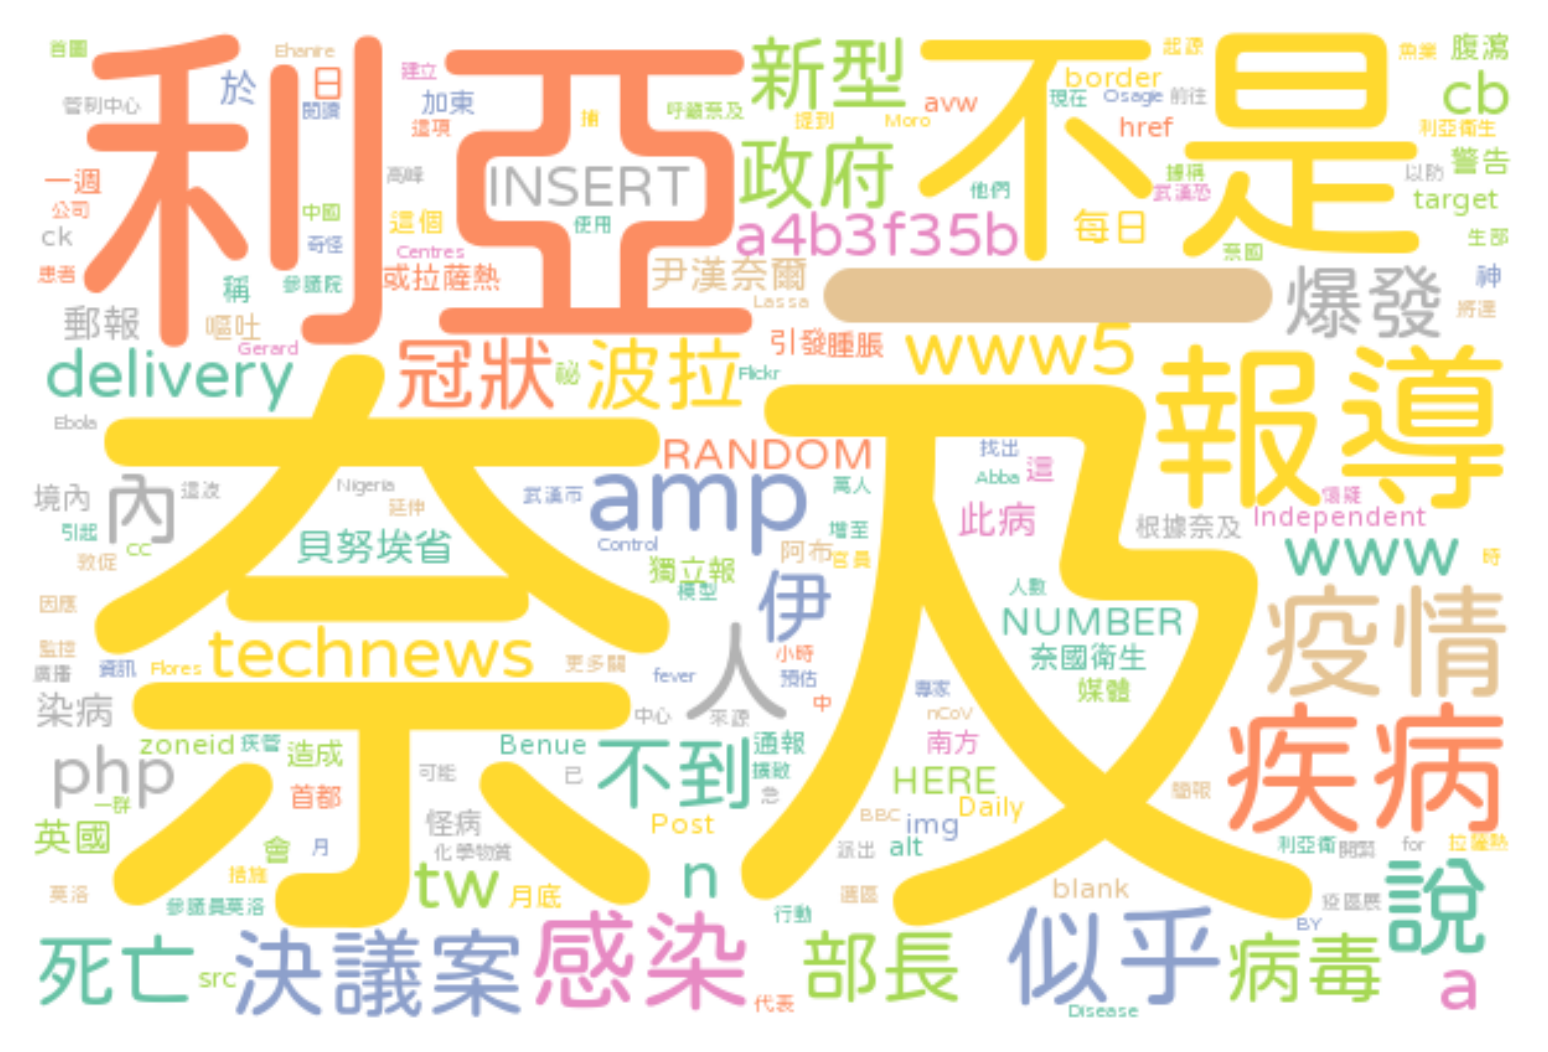 首圖
利亞
Ehanire
日
於
管制中心
閱讀
建立
加東
這項
捕
呼籲奈及
新型
avw
提到
Moro
不是
border
起源
現在
Osagie
前往
href
魚業
腹瀉
cb
利亞衛生
警告
以防
target
據稱
武漢恐
他們
政府
INSERT
使用
高峰
一週
公司
ck
中國
奇怪
這個
Centres
a4b3f35b
每日
泰國
生部
患者
稱
參議院
或拉薩熱
尹漢奈爾
Lassa
一
爆發
神
將達
郵報
嘔吐
Gerard
delivery
冠狀
祕
波拉
Flickr
引發腫脹
www5
報導
Ebola
奈及
RANDOM
找出
Abba
這
懷疑
境內
內
這波
Nigeria
延伸
武漢市
amp
萬人
此病
根據奈及
Independent
引起
cc
敦促
貝努埃省
Control
獨立報
模型
阿布
官員
增至
www
時
因應
伊
人數
NUMBER
疫情
監控
廣播
資訊
Flores
technews
更多關
fever
人
小時
預估
奈國衛生
媒體
專家
染病
中心
來源
中
nCoV
南方
疾病
zoneid
疾管
造成
Benue
不到
通報
擴散
php
一群
首都
可能
已
急
HERE
簡報
英國
會
月
怪病
化學物質
Post
BBC
img
Daily
派出
alt
利亞衛
開緊
for
拉薩熱
莫洛
措施
參議員莫洛
tw
月底
n
行動
邊區
blank
疫區展
BY
說
死亡
src
決議案
感染
代表
部長
似乎
Disease
病毒
a